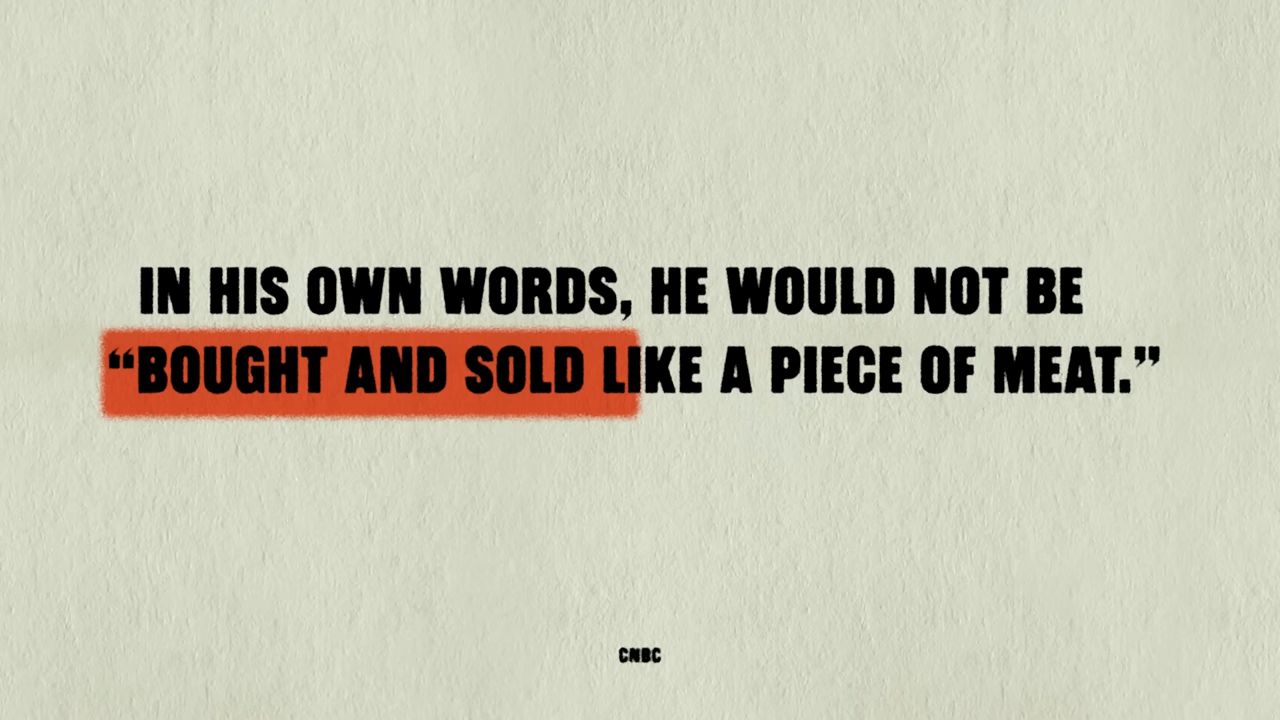 IN HIS OWN WORDS, HE WOULD NOT BE
“BOUGHT AND SOLD LIKE A PIECE OF MEAT.”
CNBC